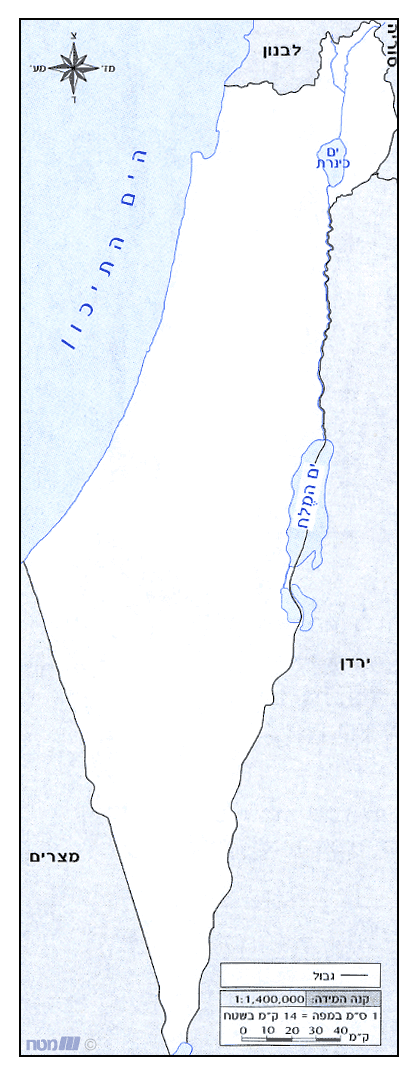 סוריה
לבנון
צ
מז׳
מע׳
ד
ים
כינרת
הים התיכון
ים המלח
ירדן
מצרים
גבול
קנה המידה: 1:1,400,000
1 ס״מ במפה = 14 ק״מ בשטח
0 10 20 30 40 ק״מ
© מטח